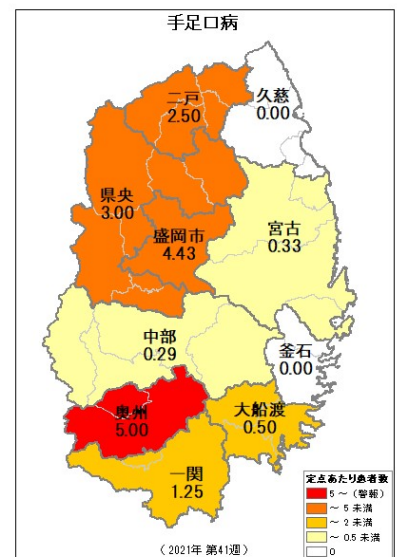 手足口病
二戸
2.50
久慈
0.00
県央
3.00
盛岡市
4.43
宮古
0.33
中部
0.29
釜石
0.00
奥州
5.00
大船渡
0.50
一関
1.25
定点あたり患者数
5 ~ (警報)
~ 5 未満
~ 2 未満
~ 0.5 未満
0
(2021年 第41週)